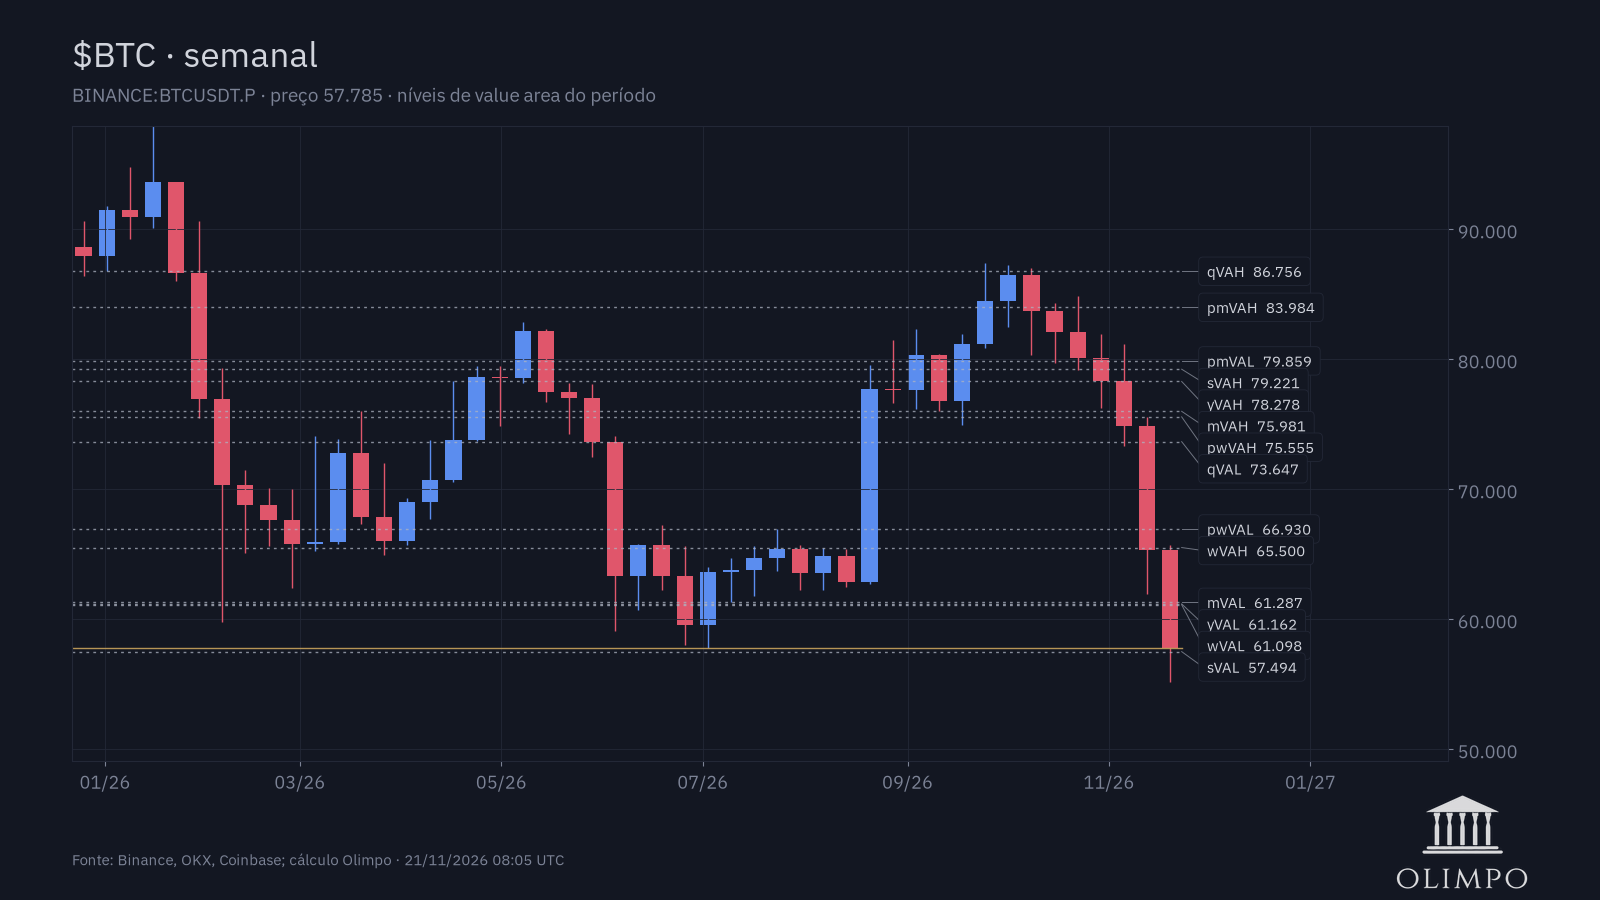 $BTC · semanal
BINANCE:BTCUSDT.P · preço 57.785 · níveis de value area do período
90.000
80.000
70.000
60.000
50.000
qVAH 86.756
pmVAH 83.984
pmVAL 79.859
sVAH 79.221
yVAH 78.278
mVAH 75.981
pwVAH 75.555
qVAL 73.647
pwVAL 66.930
wVAH 65.500
mVAL 61.287
yVAL 61.162
wVAL 61.098
sVAL 57.494
01/26
03/26
05/26
07/26
09/26
11/26
01/27
Fonte: Binance, OKX, Coinbase; cálculo Olimpo · 21/11/2026 08:05 UTC
OLIMPO